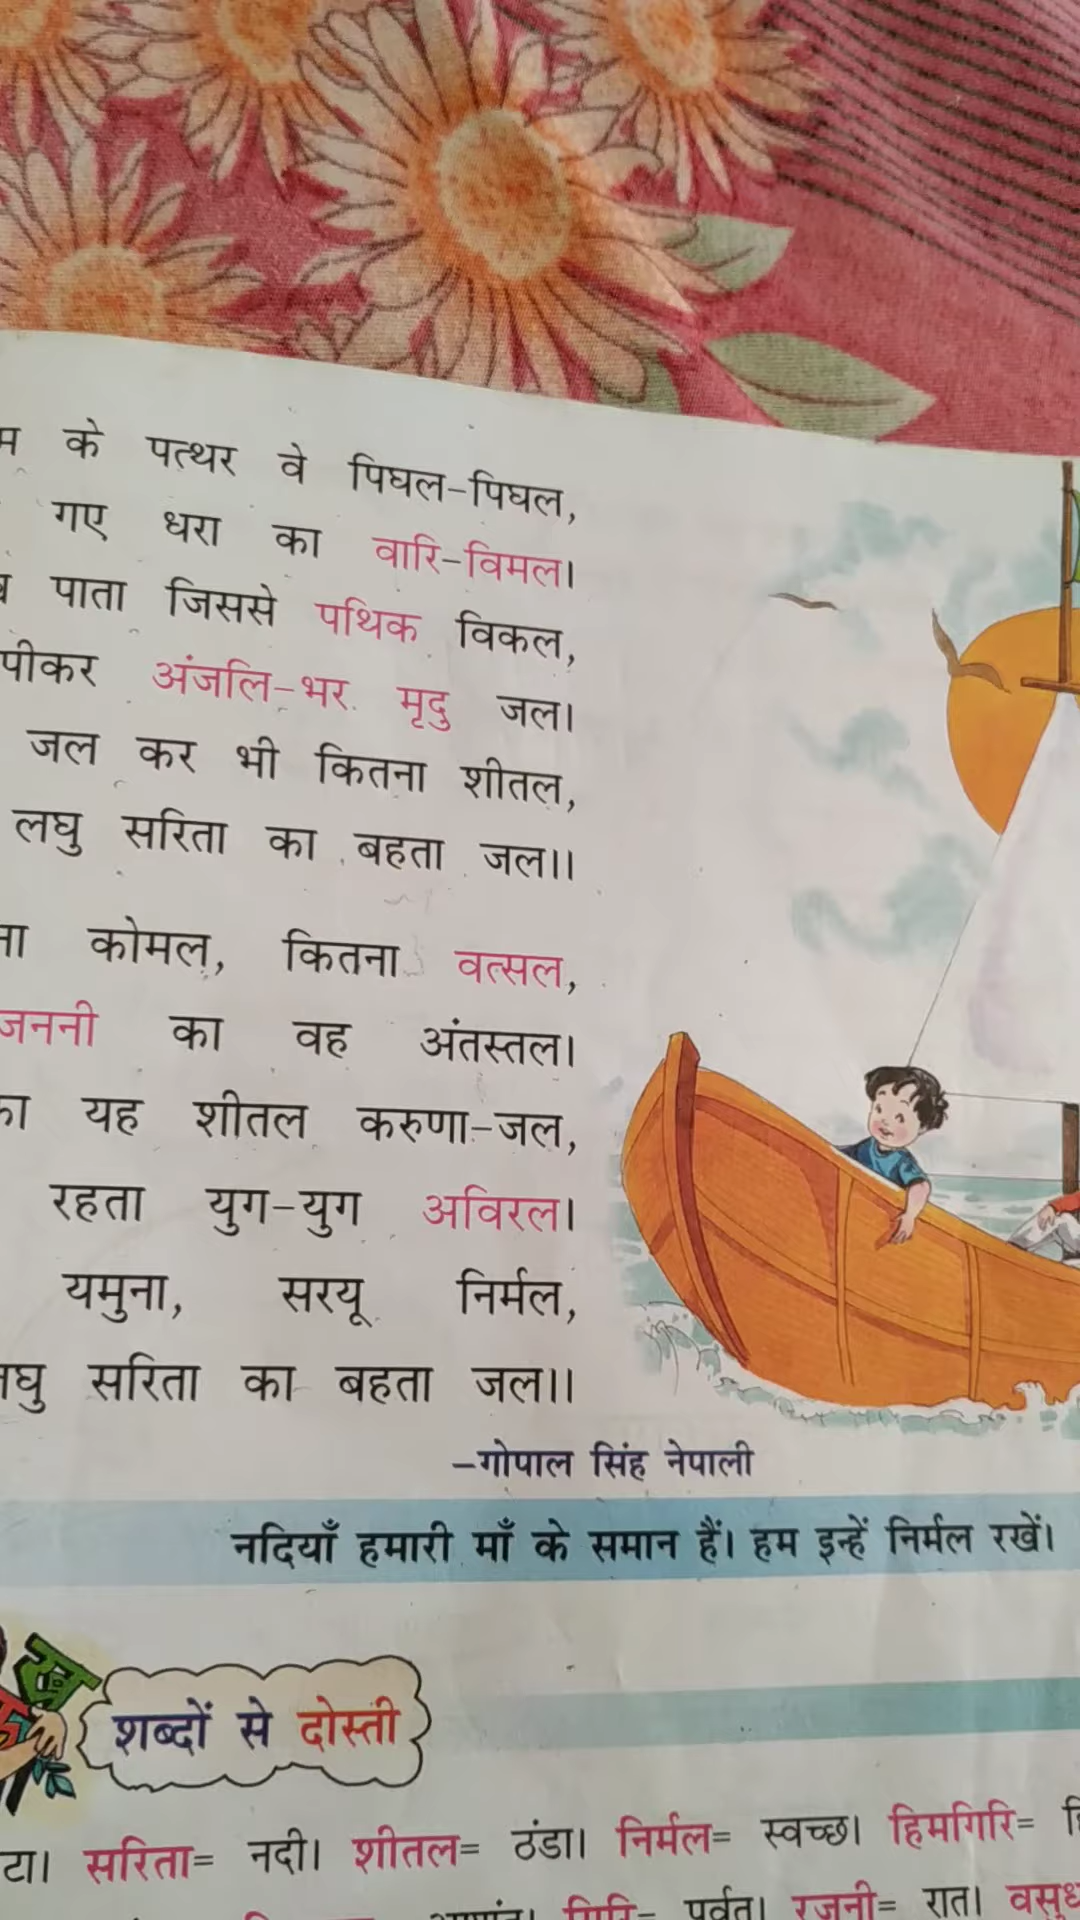 के पत्थर वे पिघल-पिघल,
गए धरा का वारि-विमल।
पाता जिससे पथिक विकल,
पीकर अंजलि-भर मृदु जल।
जल कर भी कितना शीतल,
लघु सरिता का बहता जल।।
कोमल, कितना वत्सल,
जननी का वह अंतस्तल।
यह शीतल करुणा-जल,
रहता युग-युग अविरल।
यमुना, सरयू निर्मल,
सरिता का बहता जल।।
–गोपाल सिंह नेपाली
नदियाँ हमारी माँ के समान हैं। हम इन्हें निर्मल रखें।
शब्दों से दोस्ती
सरिता= नदी। शीतल= ठंडा। निर्मल= स्वच्छ। हिमगिरि=
गिरि= पर्वत। रजनी= रात।